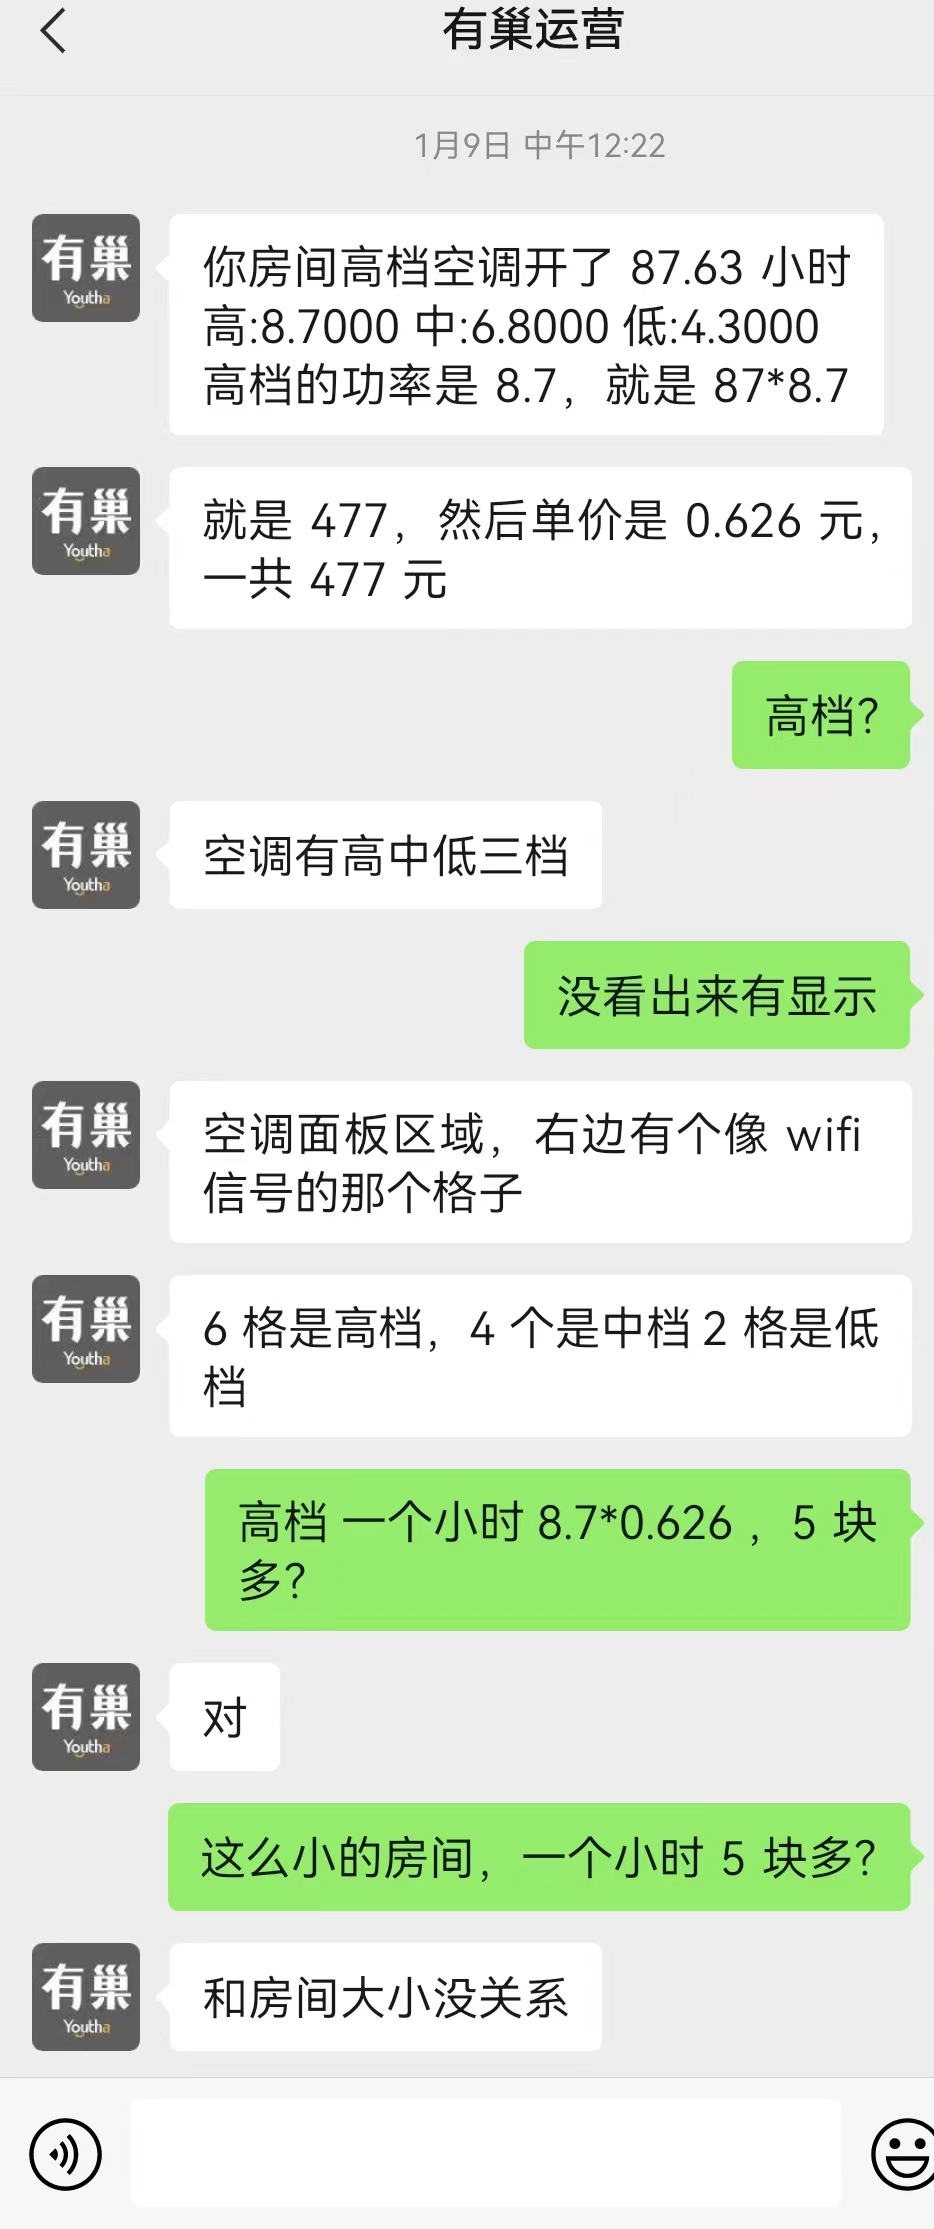 有巢运营
1月9日 中午12:22
有巢
Youtha
你房间高档空调开了 87.63 小时
高:8.7000 中:6.8000 低:4.3000
高档的功率是 8.7，就是 87*8.7
有巢
Youtha
就是 477，然后单价是 0.626 元，
一共 477 元
高档？
有巢
Youtha
空调有高中低三档
没看出来有显示
有巢
Youtha
空调面板区域，右边有个像 wifi
信号的那个格子
有巢
Youtha
6 格是高档，4 个是中档 2 格是低
档
高档 一个小时 8.7*0.626 ，5 块
多？
有巢
Youtha
对
这么小的房间，一个小时 5 块多？
有巢
Youtha
和房间大小没关系